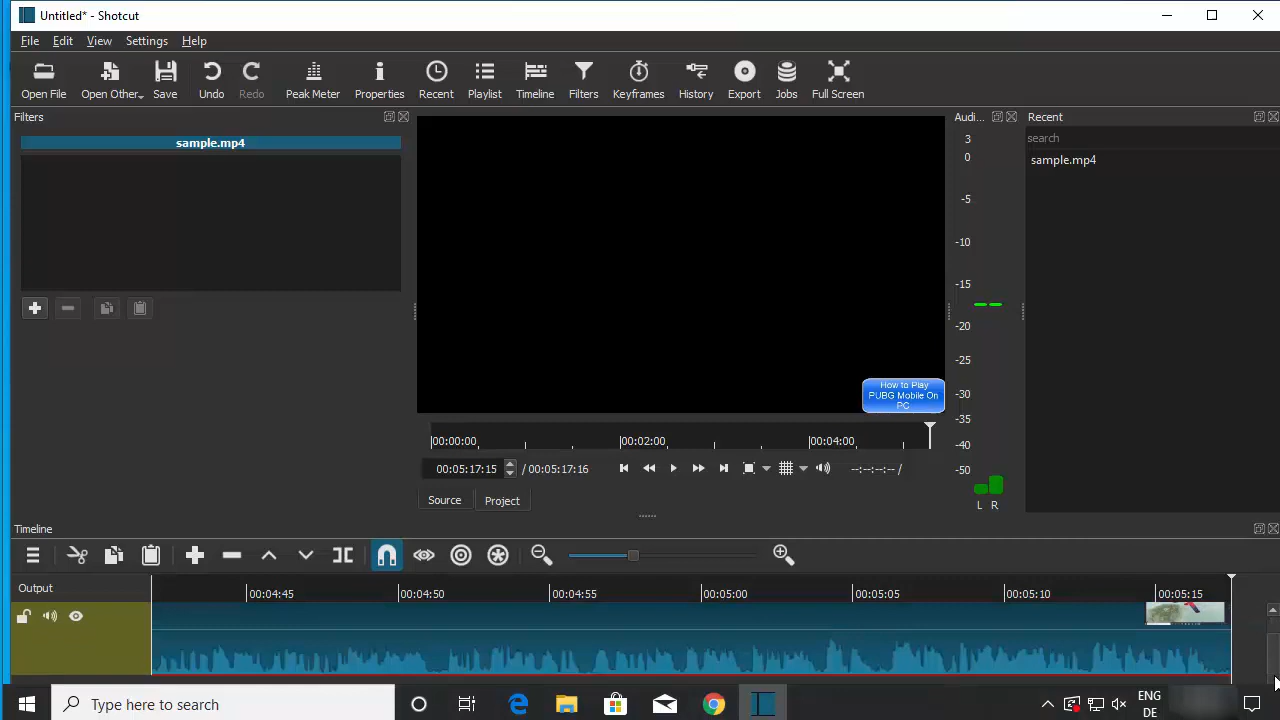 Untitled* - Shotcut
File Edit View Settings Help
Open File Open Other Save Undo Redo Peak Meter Properties Recent Playlist Timeline Filters Keyframes History Export Jobs Full Screen
Filters
sample.mp4
How to Play
PUBG Mobile On
PC
|00:00:00 |00:02:00 |00:04:00
00:05:17:15 / 00:05:17:16 --:--:--:-- /
Source Project
Audi...
3
0
-5
-10
-15
-20
-25
-30
-35
-40
-50
L R
Recent
search
sample.mp4
Timeline
Output
00:04:45 00:04:50 00:04:55 00:05:00 00:05:05 00:05:10 00:05:15
Type here to search
ENG
DE